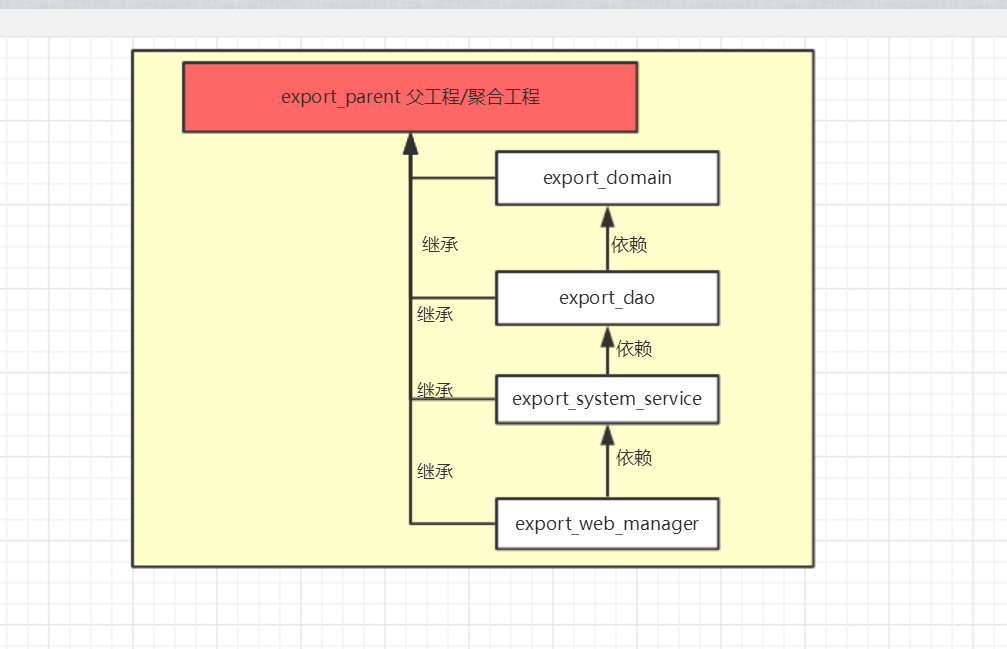 export_parent 父工程/聚合工程
export_domain
继承
依赖
export_dao
继承
依赖
继承
export_system_service
依赖
继承
export_web_manager